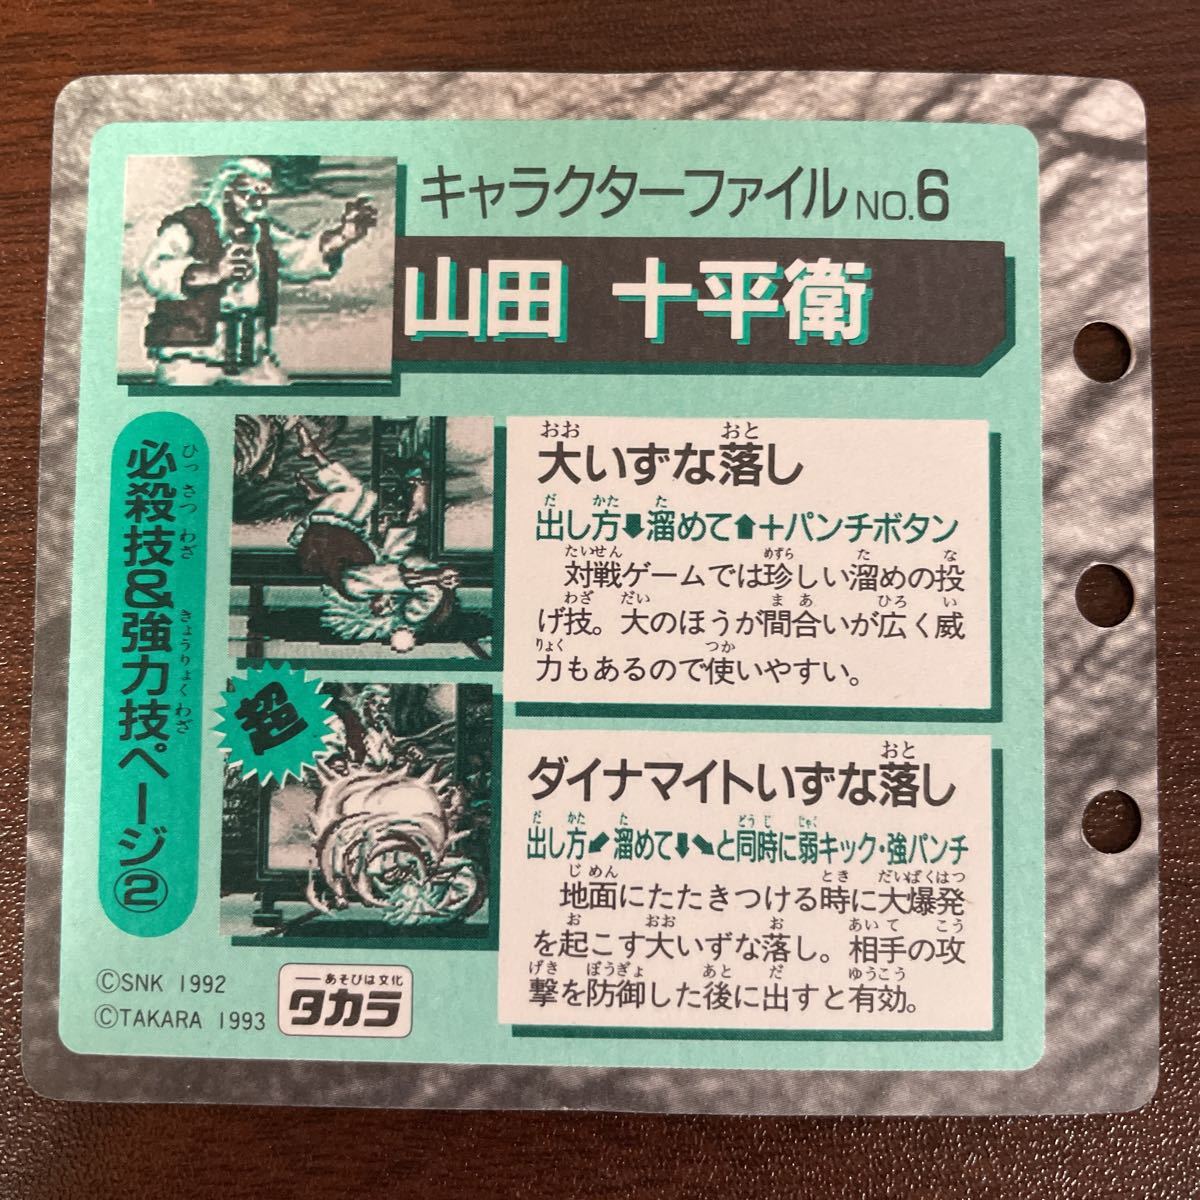 キャラクターファイルNO.6
山田 十平衛
必殺技&強力技ページ②
ひっさつわざ
きょうりょくわざ
おお
おと
大いずな落し
だ
かた
た
出し方⬇溜めて⬆+パンチボタン
たいせん
めずら
た
な
対戦ゲームでは珍しい溜めの投
わざ
だい
ま
あ
ひろ
い
げ技。大のほうが間合いが広く威
りょく
つか
力もあるので使いやすい。
超
おと
ダイナマイトいずな落し
だ
かた
た
どうじ
じゃく
出し方⬋溜めて⬇⬊と同時に弱キック・強パンチ
じめん
とき
だいばくはつ
地面にたたきつける時に大爆発
お
おお
お
あいて
こう
を起こす大いずな落し。相手の攻
げき
ぼうぎょ
あと
だ
ゆうこう
撃を防御した後に出すと有効。
©SNK 1992
©TAKARA 1993
あそびは文化
タカラ